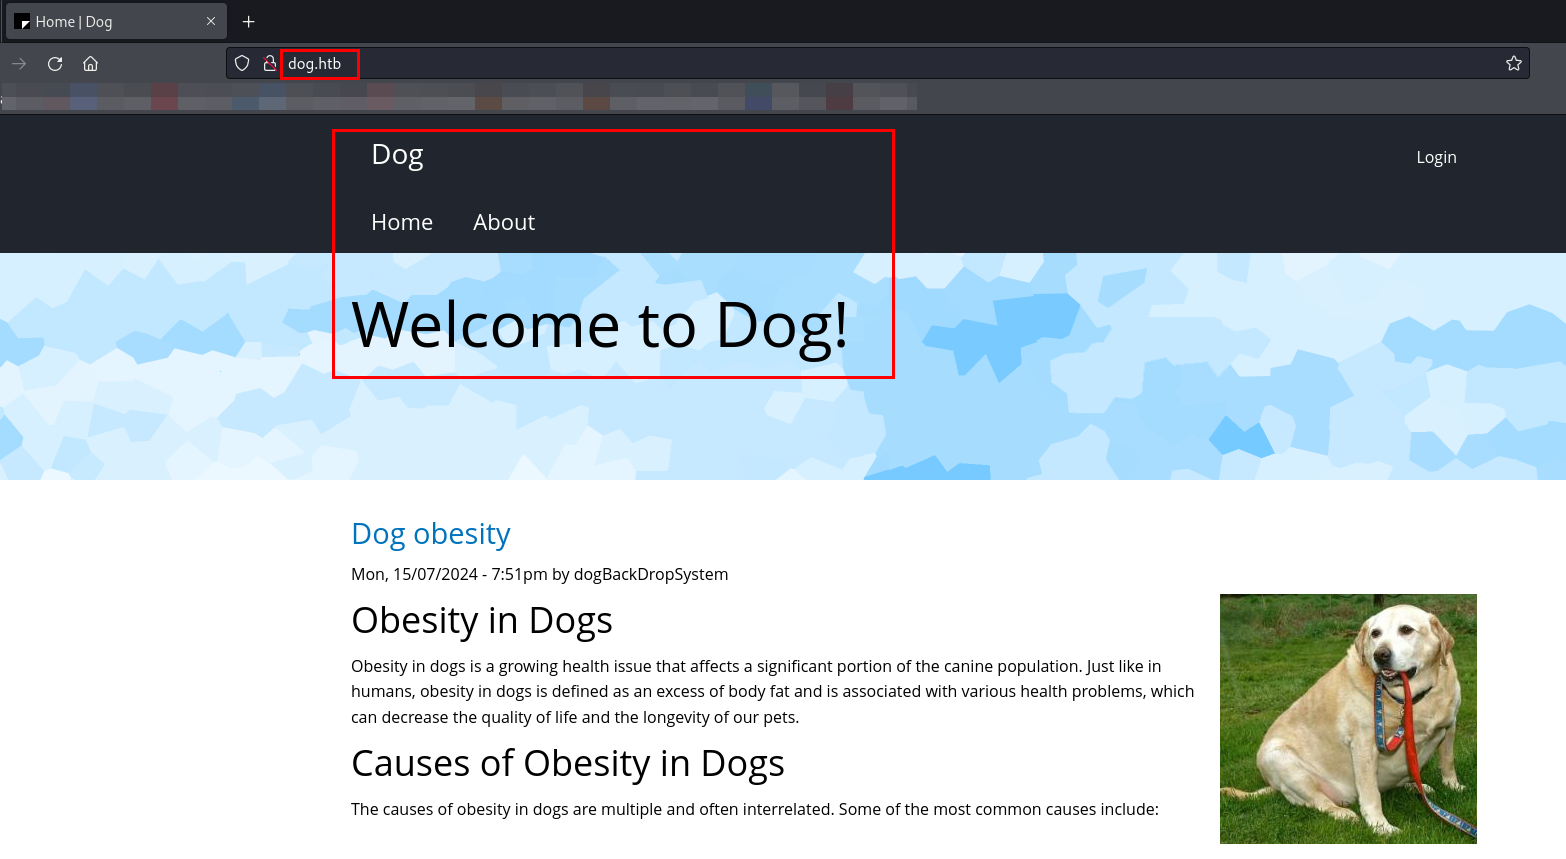 Home | Dog
dog.htb
Dog
Login
Home About
Welcome to Dog!
Dog obesity
Mon, 15/07/2024 - 7:51pm by dogBackDropSystem
Obesity in Dogs
Obesity in dogs is a growing health issue that affects a significant portion of the canine population. Just like in
humans, obesity in dogs is defined as an excess of body fat and is associated with various health problems, which
can decrease the quality of life and the longevity of our pets.
Causes of Obesity in Dogs
The causes of obesity in dogs are multiple and often interrelated. Some of the most common causes include: